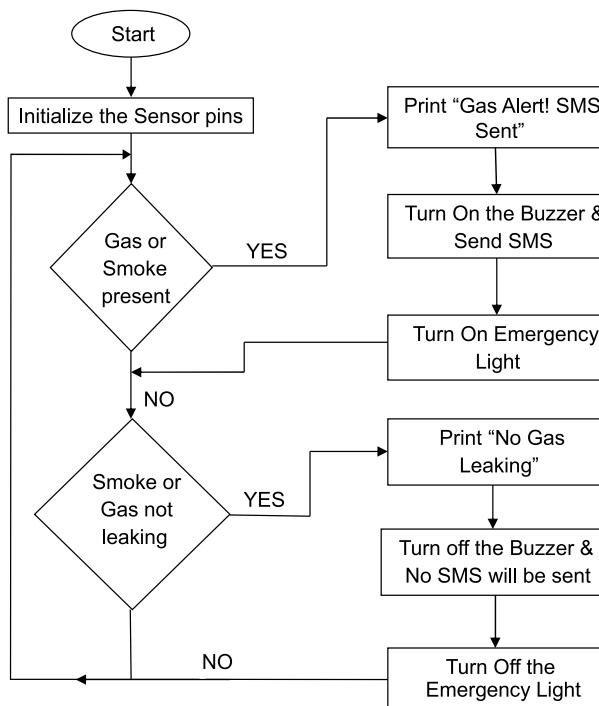 Start
Initialize the Sensor pins
Gas or
Smoke
present
YES
Print “Gas Alert! SMS
Sent”
Turn On the Buzzer &
Send SMS
Turn On Emergency
Light
NO
Smoke or
Gas not
leaking
YES
Print “No Gas
Leaking”
Turn off the Buzzer &
No SMS will be sent
Turn Off the
Emergency Light
NO